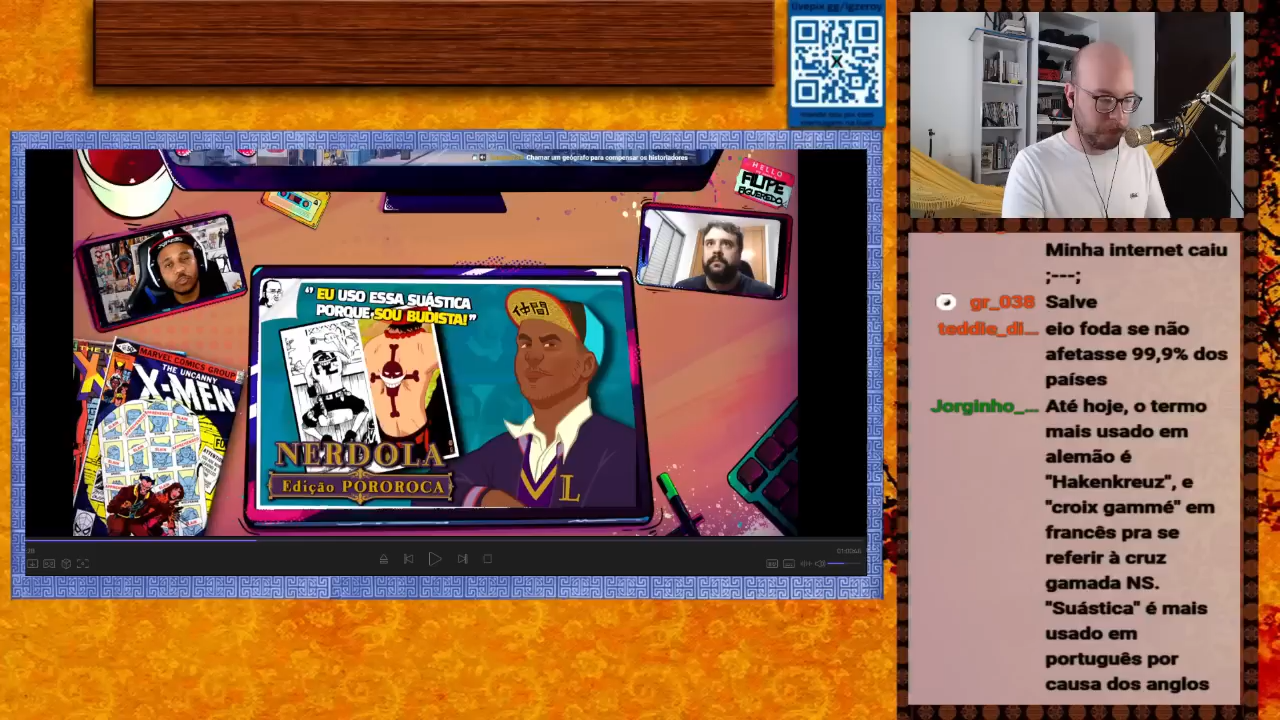 livepix.gg/igzeroy
Chamar um geógrafo para compensar os historiadores
HELLO
FILIPE
FIGUEREDO
" EU USO ESSA SUÁSTICA
PORQUE SOU BUDISTA!"
仲間
MARVEL COMICS GROUP
THE UNCANNY
X-MEN
NERDOLA
Edição POROROCA
L
Minha internet caiu
;---;
gr_038 Salve
teddie_di... eio foda se não
afetasse 99,9% dos
países
Jorginho_... Até hoje, o termo
mais usado em
alemão é
"Hakenkreuz", e
"croix gammé" em
francês pra se
referir à cruz
gamada NS.
"Suástica" é mais
usado em
português por
causa dos anglos